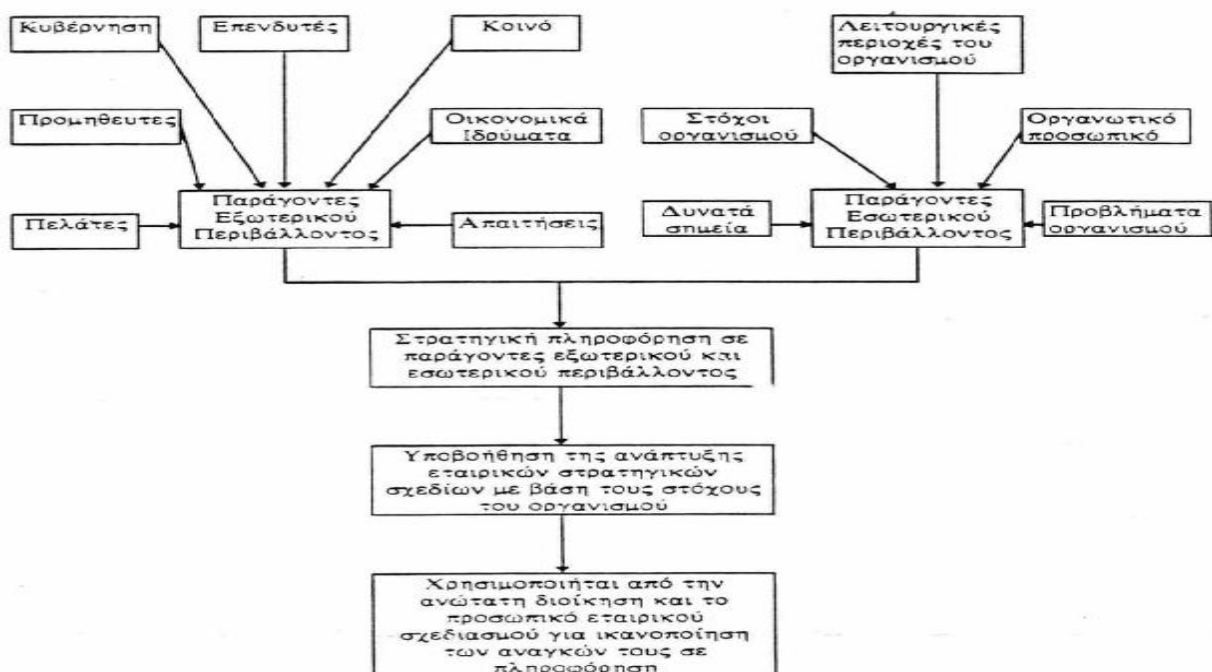 Κυβέρνηση
Επενδυτές
Κοινό
Λειτουργικές
περιοχές του
οργανισμού
Προμηθευτες
Οικονομικά
Ιδρύματα
Στόχοι
οργανισμού
Οργανωτικό
προσωπικό
Πελάτες
Παράγοντες
Εξωτερικού
Περιβάλλοντος
Απαιτήσεις
Δυνατά
σημεία
Παράγοντες
Εσωτερικού
Περιβάλλοντος
Προβλήματα
οργανισμού
Στρατηγική πληροφόρηση σε
παράγοντες εξωτερικού και
εσωτερικού περιβάλλοντος
Υποβοήθηση της ανάπτυξης
εταιρικών στρατηγικών
σχεδίων με βάση τους στόχους
του οργανισμού
Χρησιμοποιήται από την
ανώτατη διοίκηση και το
προσωπικό εταιρικού
σχεδιασμού για ικανοποίηση
των αναγκών τους σε
πληροφόρηση